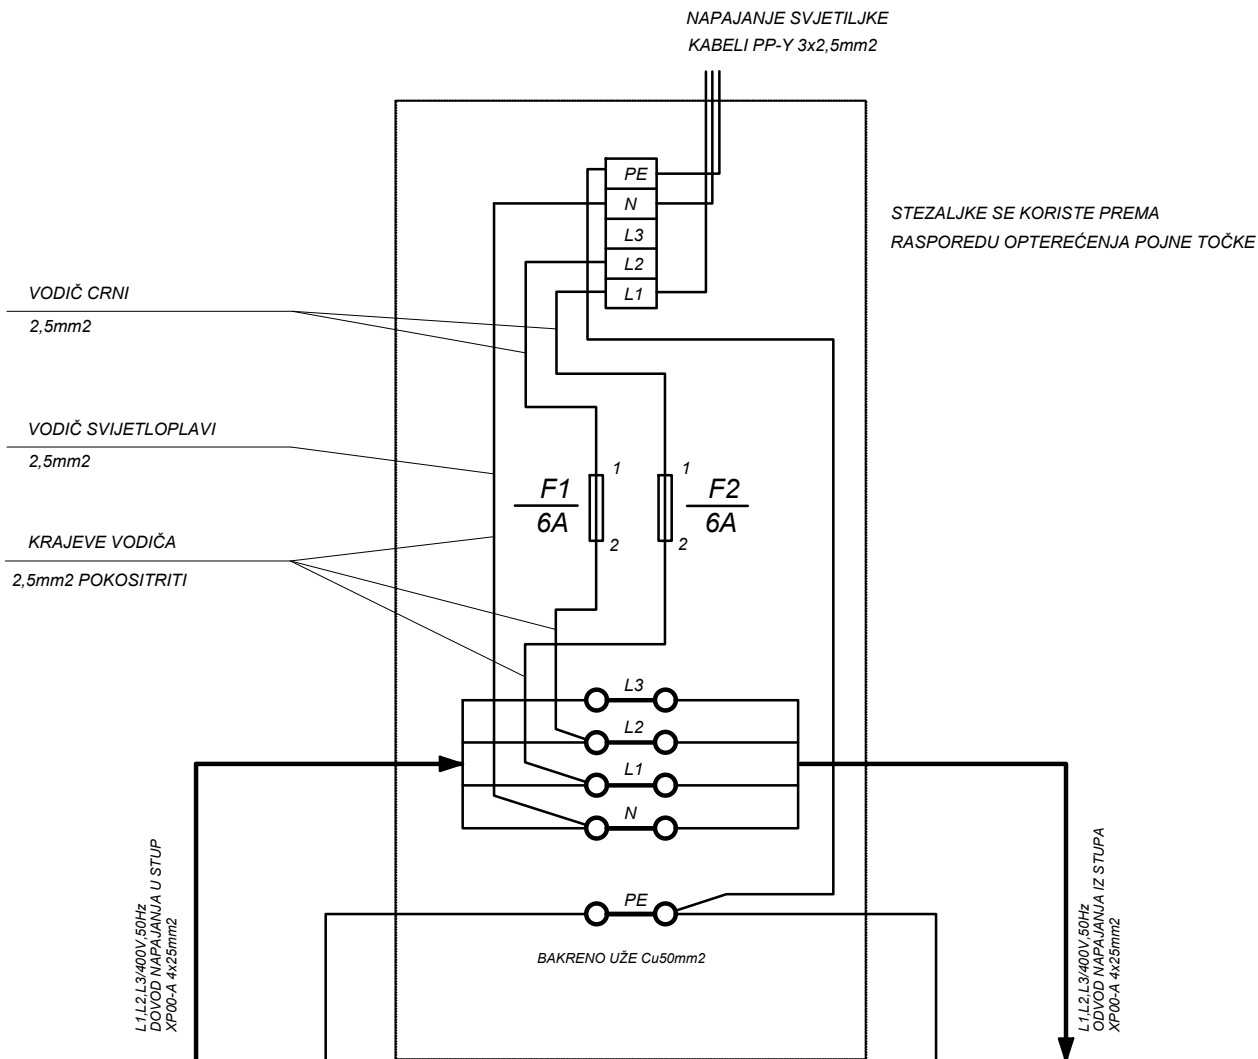 NAPAJANJE SVJETILJKE
KABELI PP-Y 3x2,5mm2
PE
N
L3
L2
L1
STEZALJKE SE KORISTE PREMA
RASPOREDU OPTEREĆENJA POJNE TOČKE
VODIČ CRNI
2,5mm2
VODIČ SVIJETLOPLAVI
2,5mm2
KRAJEVE VODIČA
2,5mm2 POKOSITRITI
F1
6A
1
2
1
2
F2
6A
L3
L2
L1
N
PE
BAKRENO UŽE Cu50mm2
L1,L2,L3/400V,50Hz
DOVOD NAPAJANJA U STUP
XP00-A 4x25mm2
L1,L2,L3/400V,50Hz
ODVOD NAPAJANJA IZ STUPA
XP00-A 4x25mm2